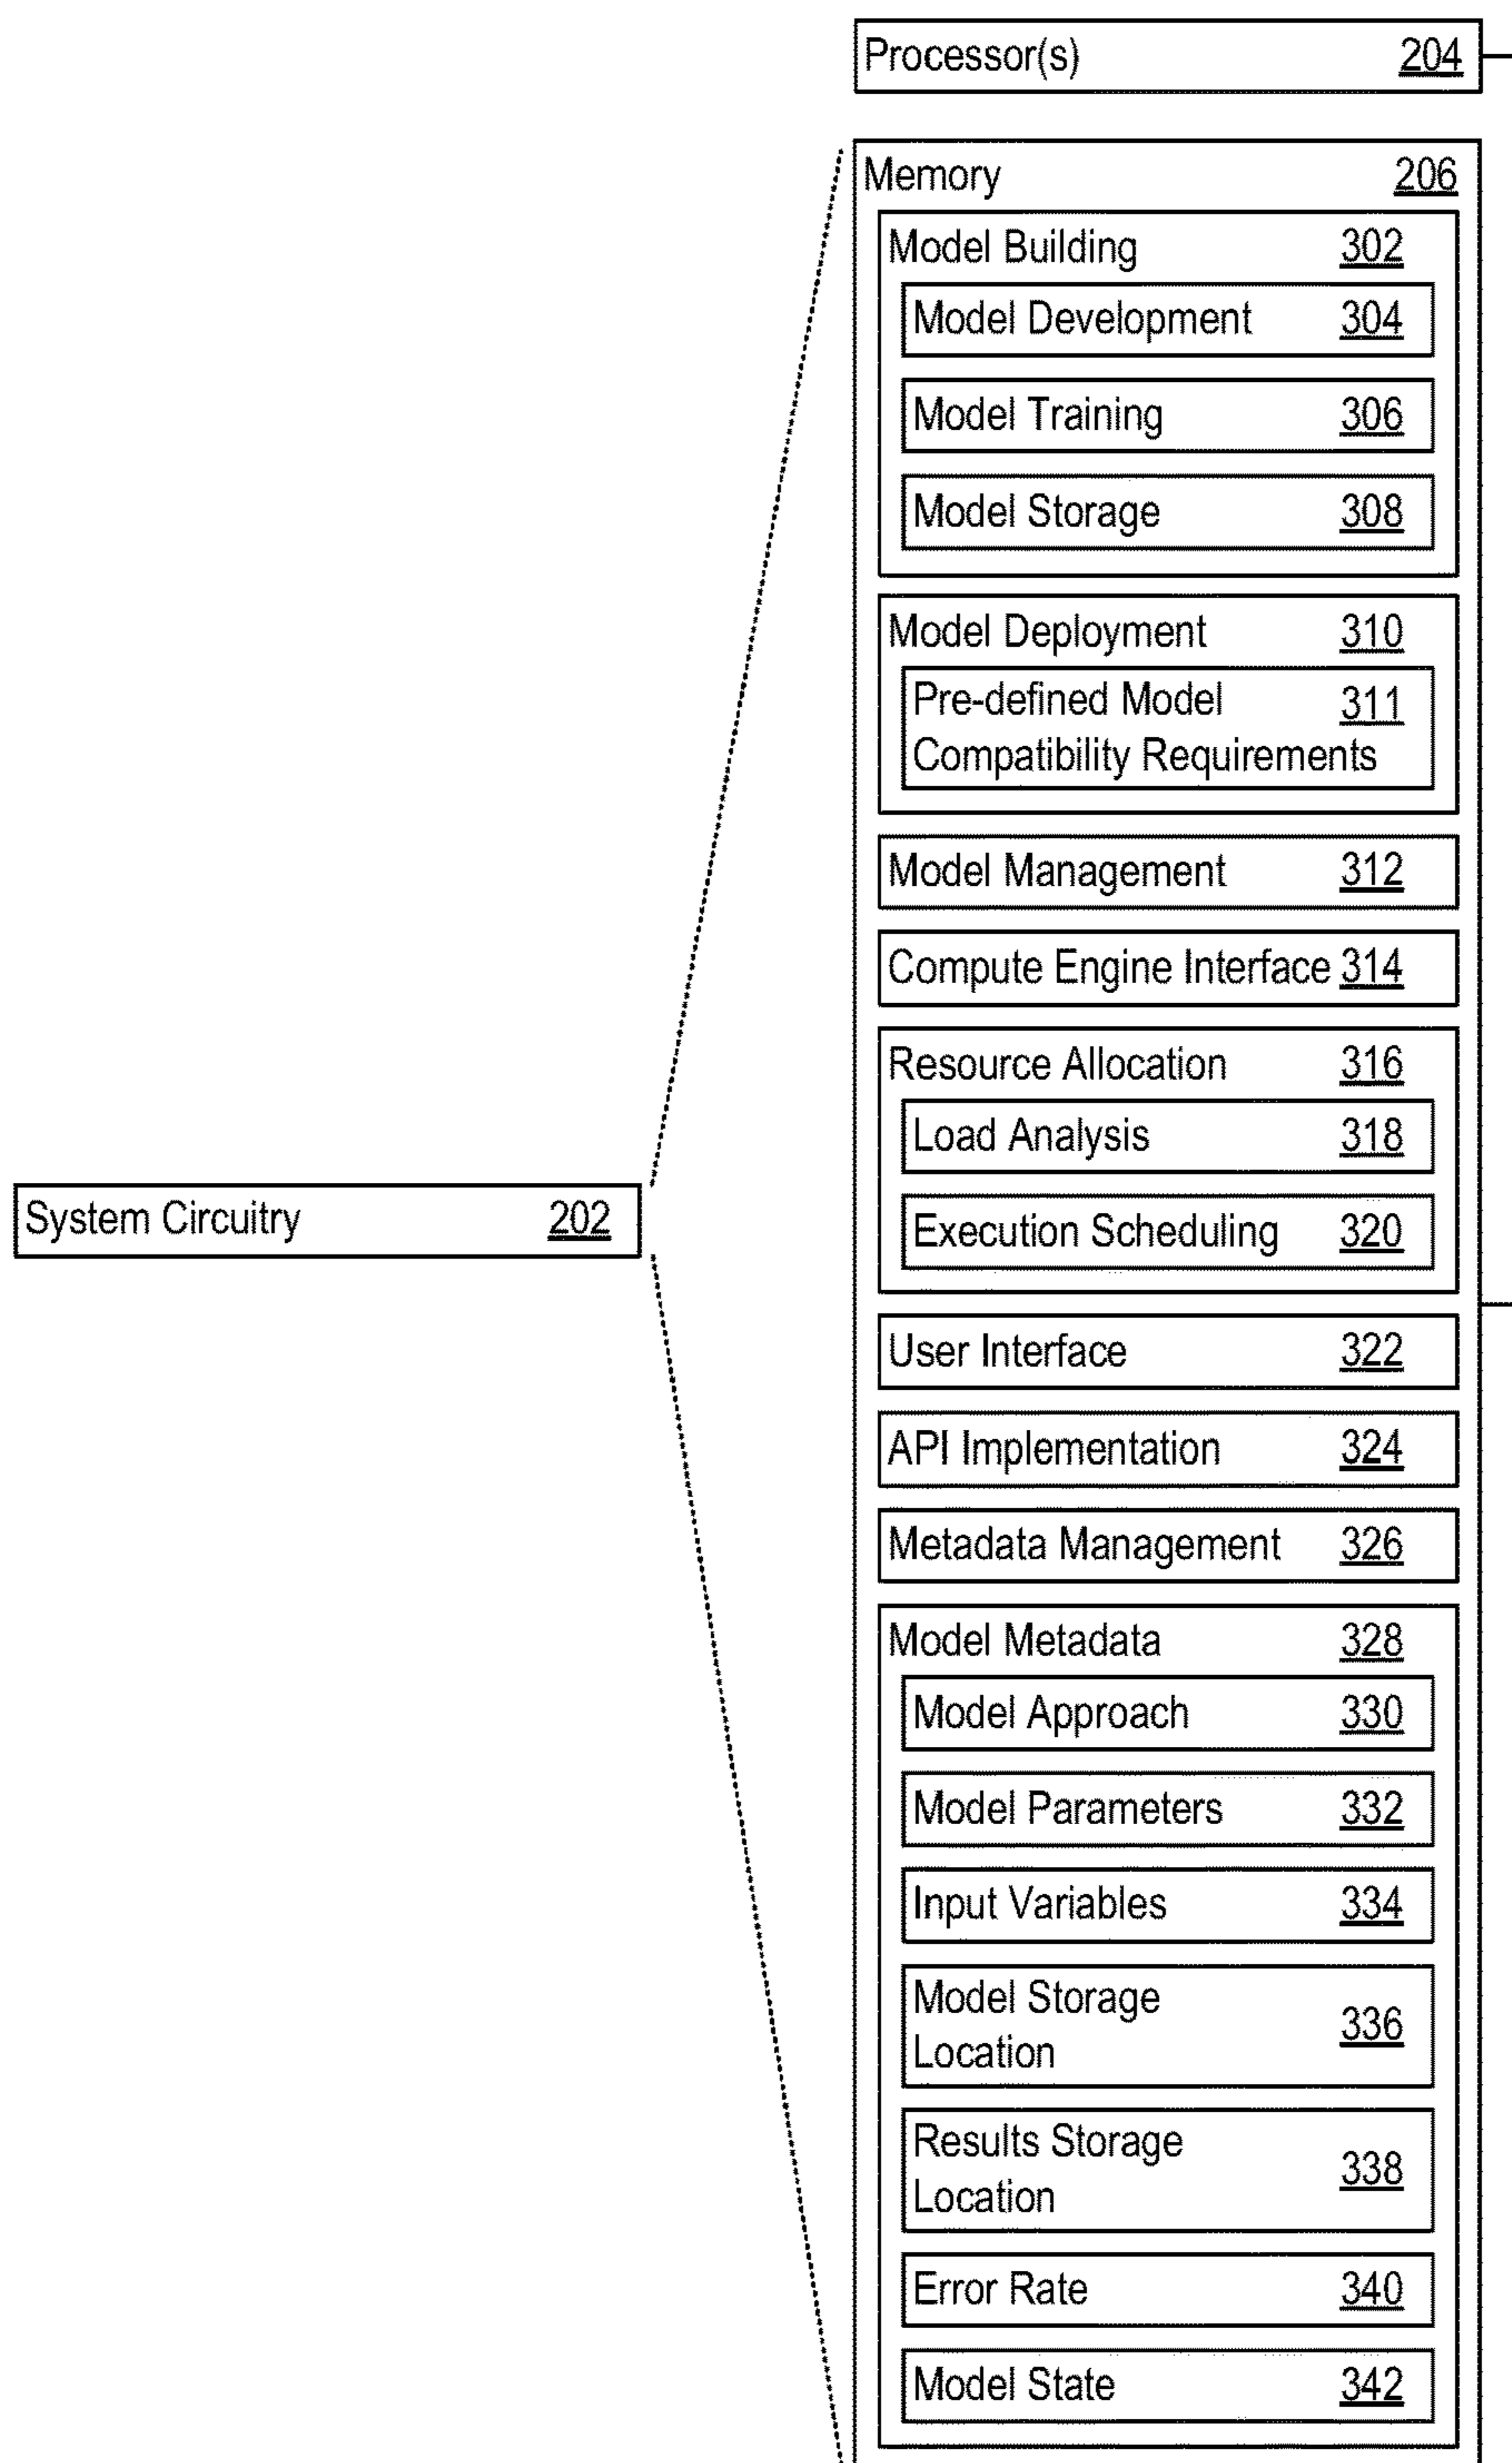 Processor(s) 204
Memory 206
Model Building 302
Model Development 304
Model Training 306
Model Storage 308
Model Deployment 310
Pre-defined Model 311
Compatibility Requirements
Model Management 312
Compute Engine Interface 314
Resource Allocation 316
Load Analysis 318
System Circuitry 202
Execution Scheduling 320
User Interface 322
API Implementation 324
Metadata Management 326
Model Metadata 328
Model Approach 330
Model Parameters 332
Input Variables 334
Model Storage
Location 336
Results Storage
Location 338
Error Rate 340
Model State 342